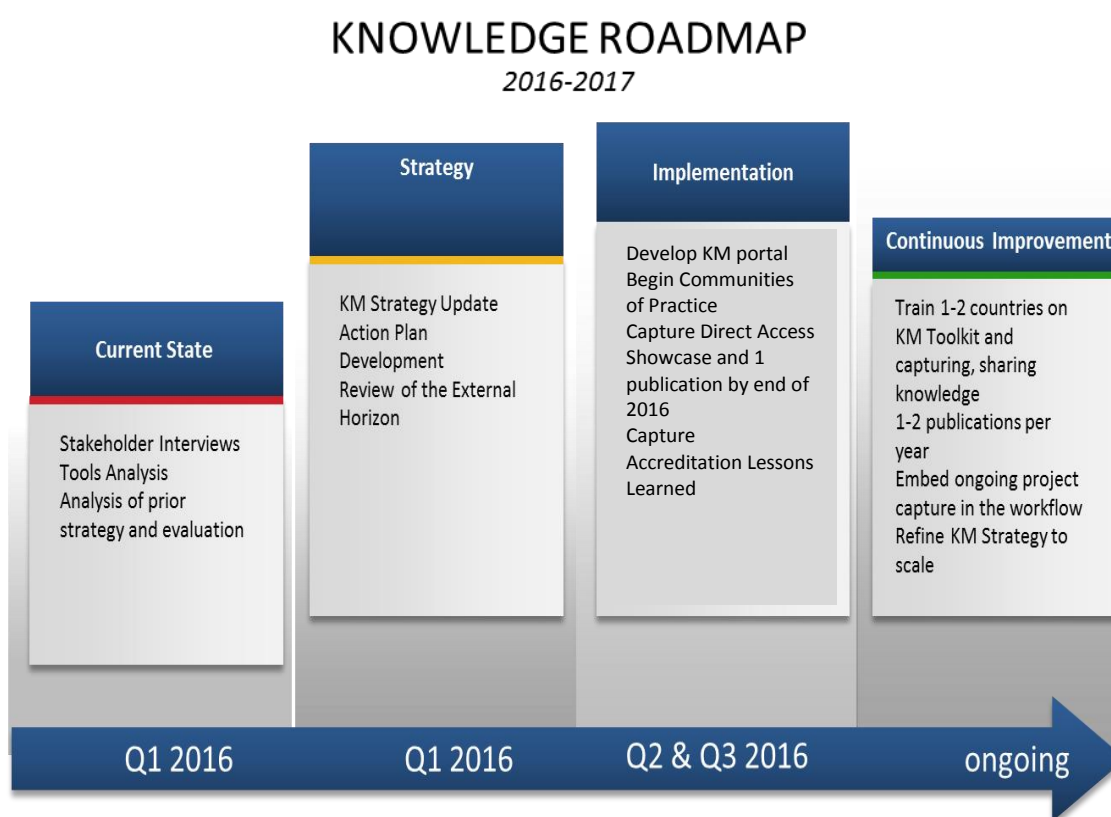 KNOWLEDGE ROADMAP
2016-2017
Current State
Stakeholder Interviews
Tools Analysis
Analysis of prior
strategy and evaluation
Strategy
KM Strategy Update
Action Plan
Development
Review of the External
Horizon
Implementation
Develop KM portal
Begin Communities
of Practice
Capture Direct Access
Showcase and 1
publication by end of
2016
Capture
Accreditation Lessons
Learned
Continuous Improvement
Train 1-2 countries on
KM Toolkit and
capturing, sharing
knowledge
1-2 publications per
year
Embed ongoing project
capture in the workflow
Refine KM Strategy to
scale
Q1 2016
Q1 2016
Q2 & Q3 2016
ongoing